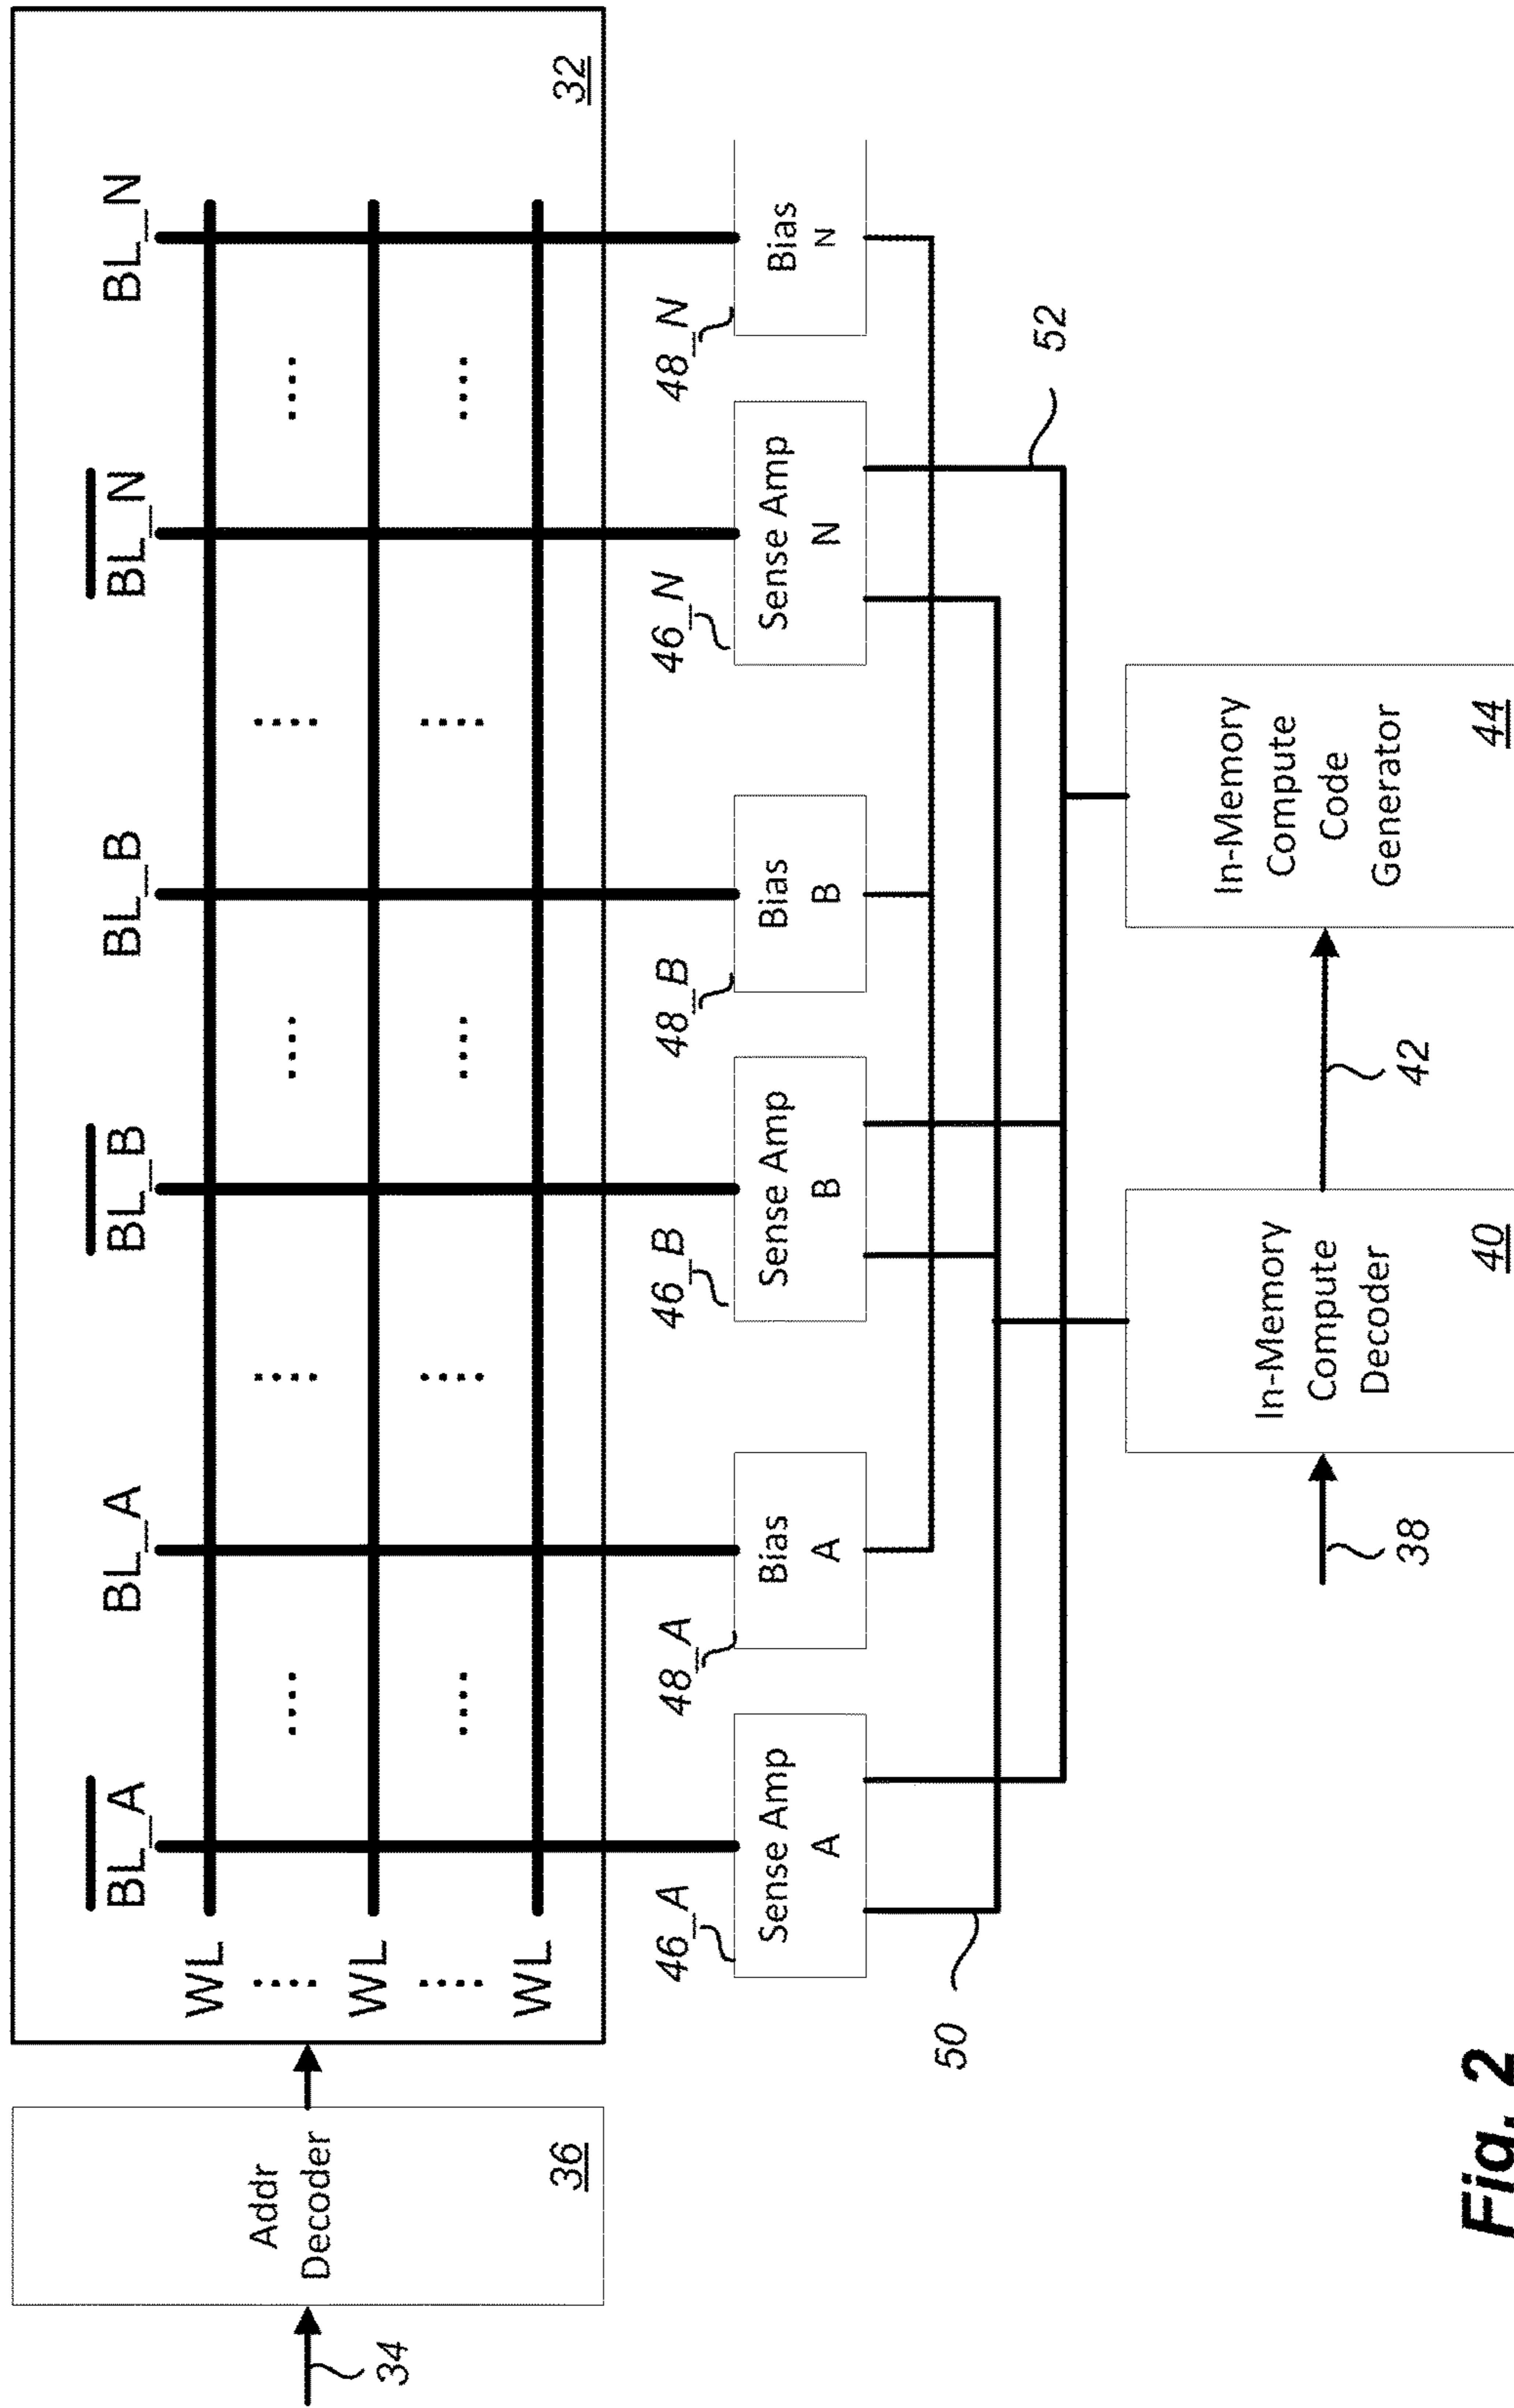 BL_A
BL_A
BL_B
BL_B
BL_N
BL_N
WL
WL
WL
32
34
Addr
Decoder
36
46_A
48_A
46_B
48_B
46_N
48_N
Sense Amp
A
Bias
A
Sense Amp
B
Bias
B
Sense Amp
N
Bias
N
50
52
38
In-Memory
Compute
Decoder
40
42
In-Memory
Compute
Code
Generator
44
Fig. 2